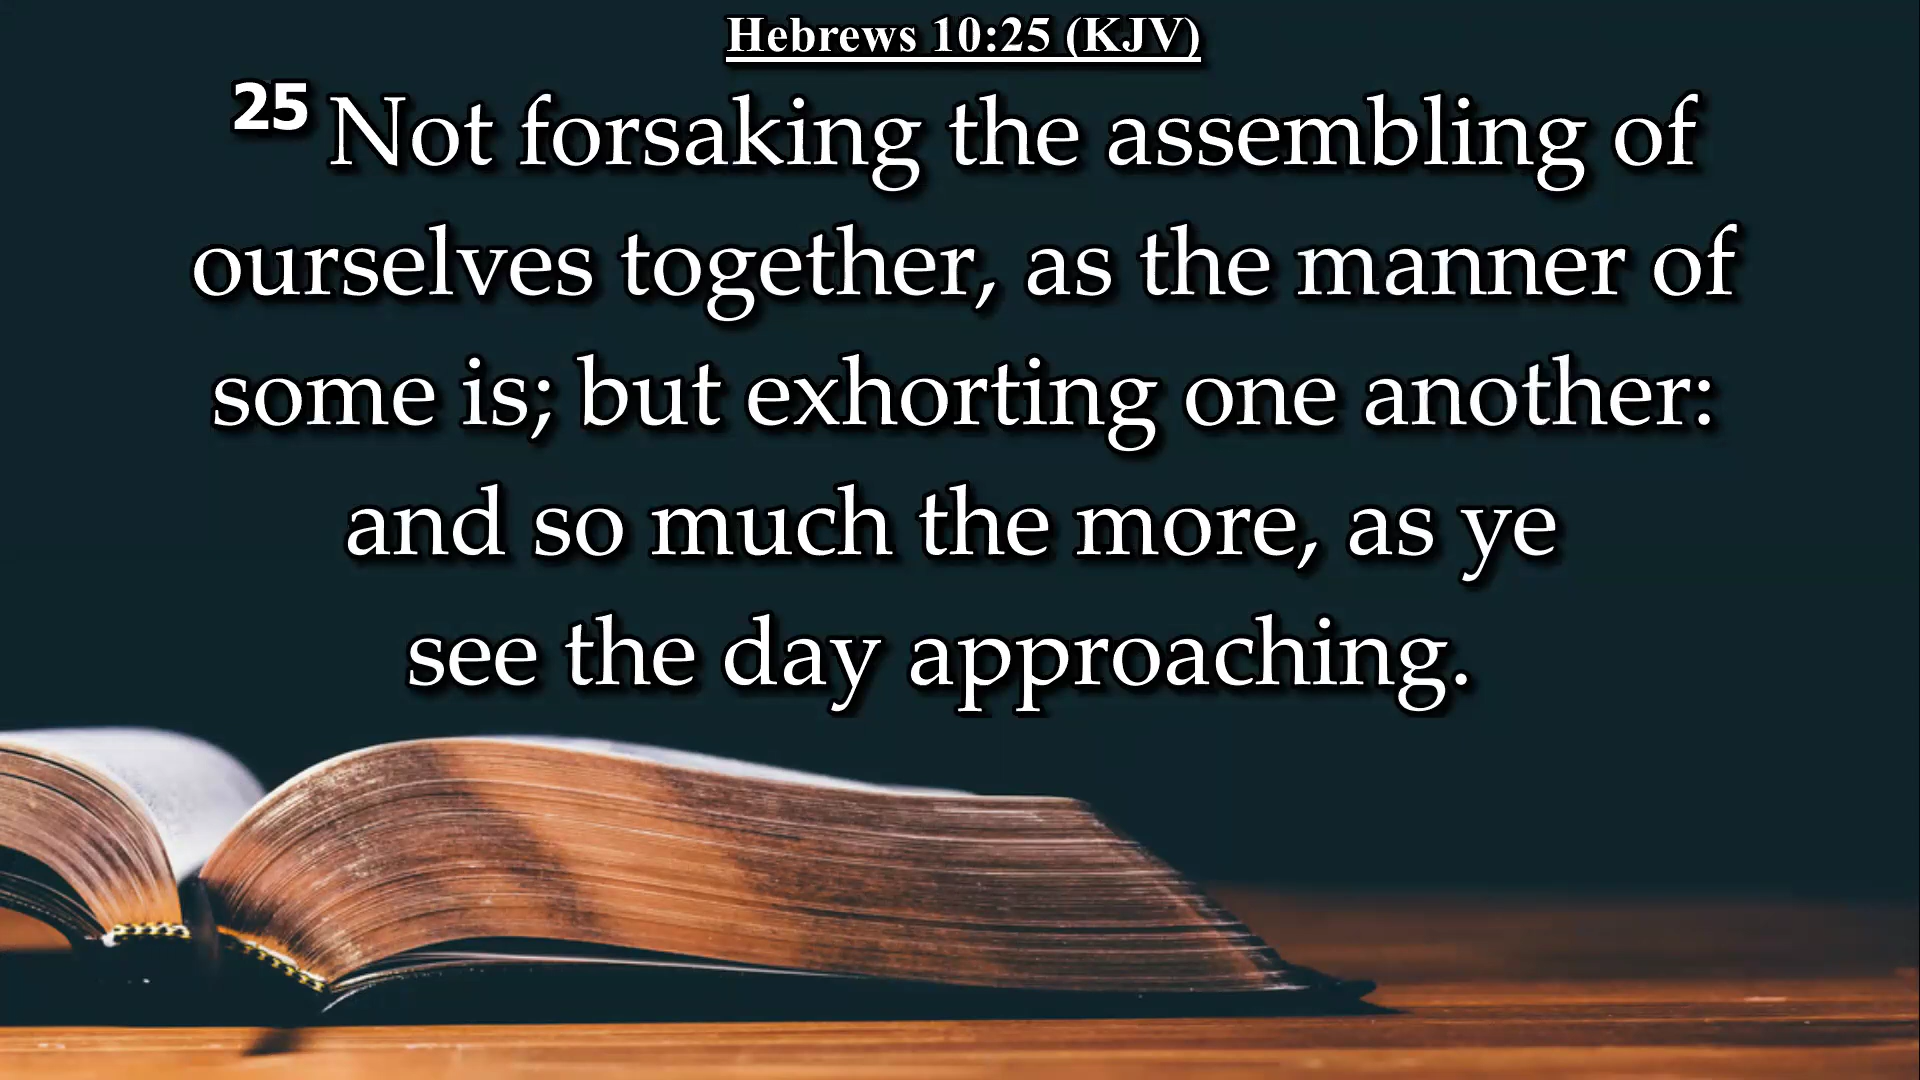 Hebrews 10:25 (KJV)
25 Not forsaking the assembling of
ourselves together, as the manner of
some is; but exhorting one another:
and so much the more, as ye
see the day approaching.